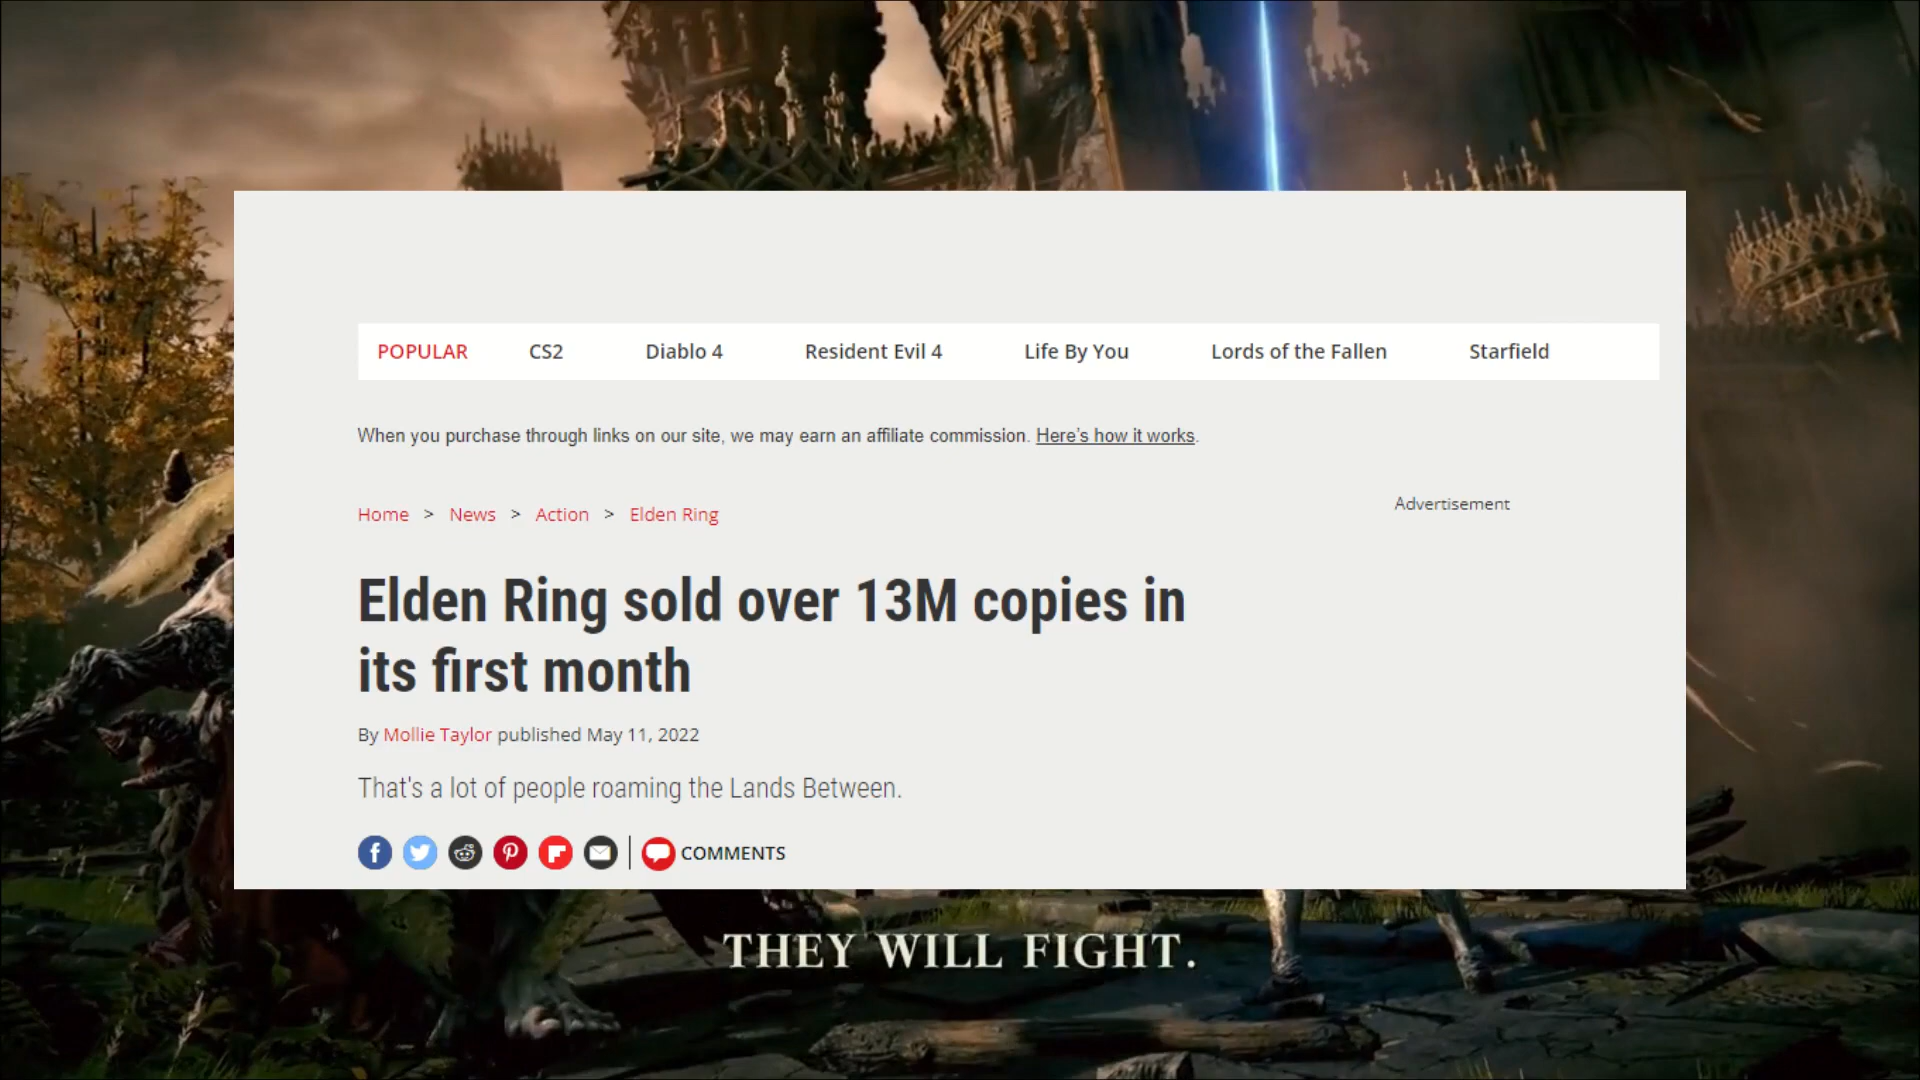 POPULAR CS2 Diablo 4 Resident Evil 4 Life By You Lords of the Fallen Starfield
When you purchase through links on our site, we may earn an affiliate commission. Here's how it works.
Home > News > Action > Elden Ring
Advertisement
Elden Ring sold over 13M copies in
its first month
By Mollie Taylor published May 11, 2022
That's a lot of people roaming the Lands Between.
COMMENTS
THEY WILL FIGHT.